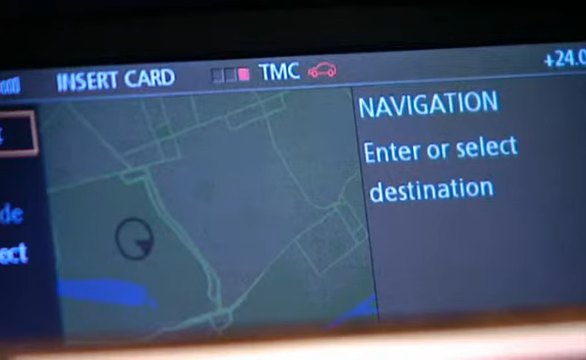 INSERT CARD TMC +24.0
NAVIGATION
Enter or select
destination